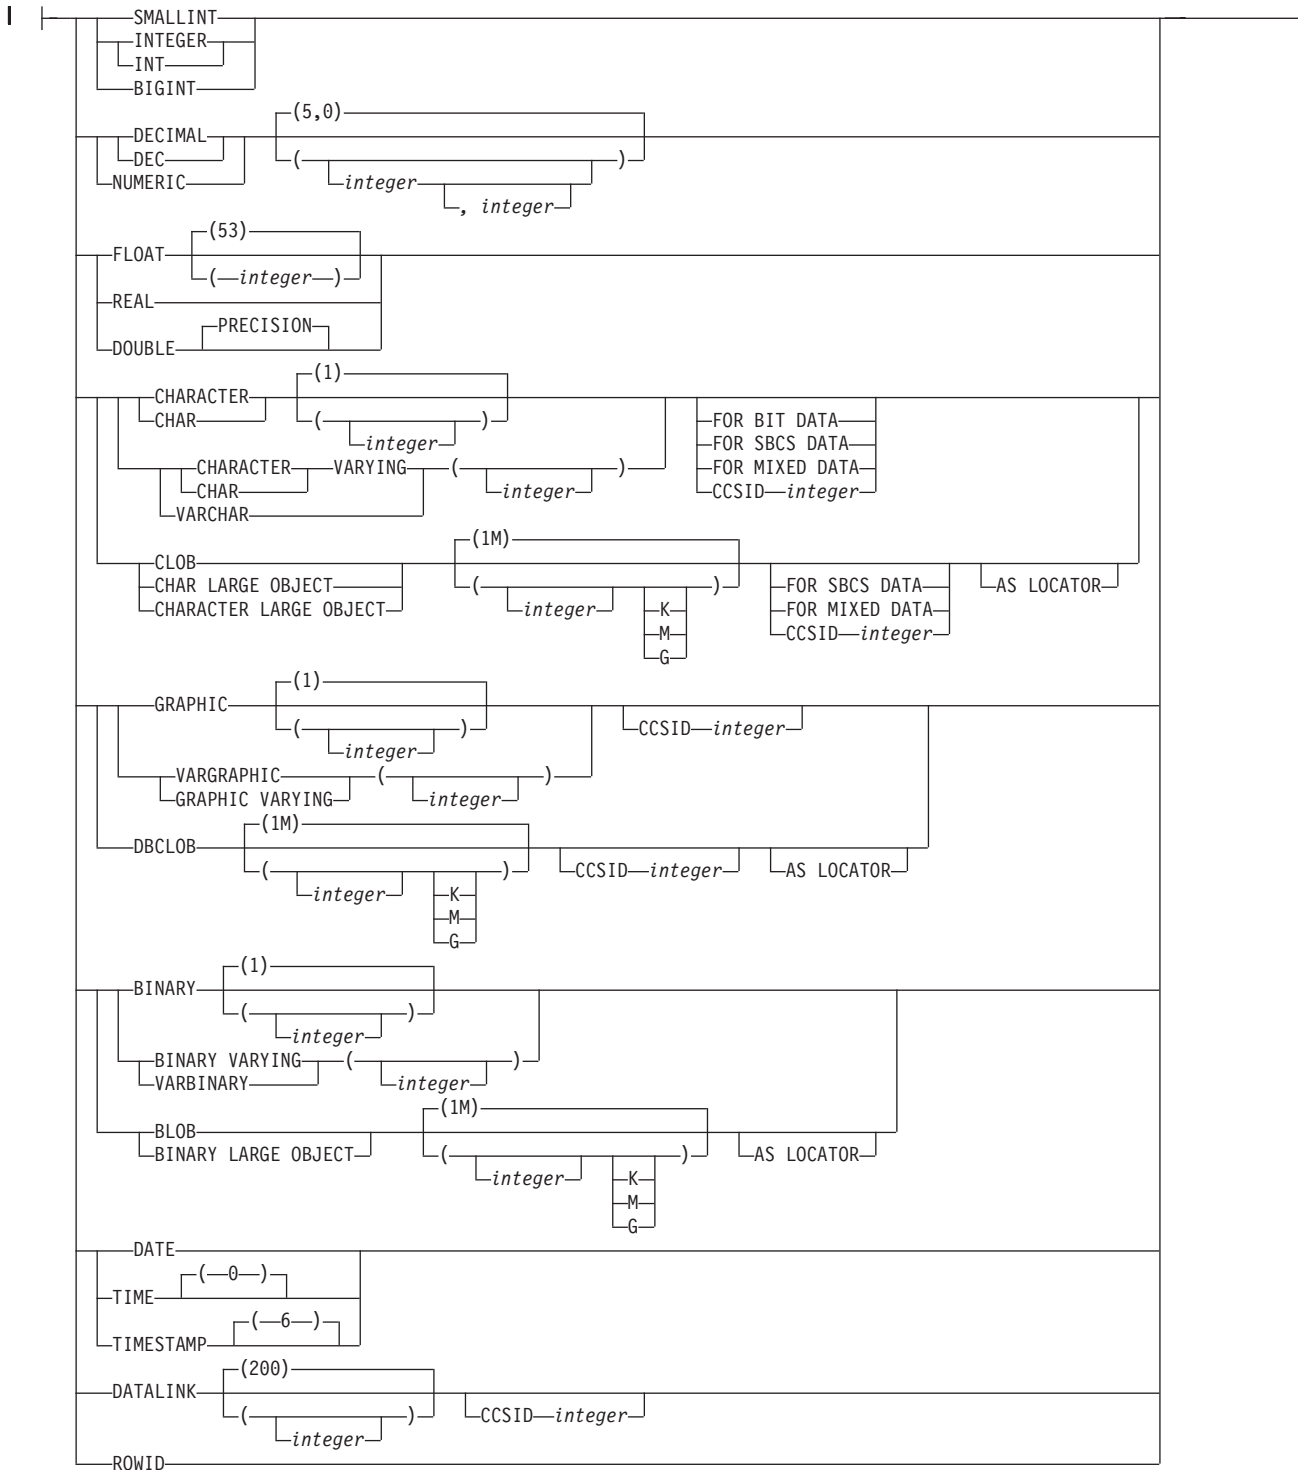 SMALLINT
INTEGER
INT
BIGINT
(5,0)
DECIMAL
DEC ( )
NUMERIC integer
, integer
(53)
FLOAT
( integer )
REAL
PRECISION
DOUBLE
(1)
CHARACTER
CHAR ( ) FOR BIT DATA
integer FOR SBCS DATA
CHARACTER VARYING ( ) FOR MIXED DATA
CHAR integer CCSID integer
VARCHAR
(1M)
CLOB
CHAR LARGE OBJECT ( ) FOR SBCS DATA AS LOCATOR
CHARACTER LARGE OBJECT integer K FOR MIXED DATA
M CCSID integer
G
(1)
GRAPHIC
( ) CCSID integer
integer
VARGRAPHIC ( )
GRAPHIC VARYING integer
(1M)
DBCLOB
( ) CCSID integer AS LOCATOR
integer K
M
G
(1)
BINARY
( )
integer
BINARY VARYING ( )
VARBINARY integer
(1M)
BLOB
BINARY LARGE OBJECT ( ) AS LOCATOR
integer K
M
G
DATE
( 0 )
TIME
( 6 )
TIMESTAMP
(200)
DATALINK
( ) CCSID integer
integer
ROWID